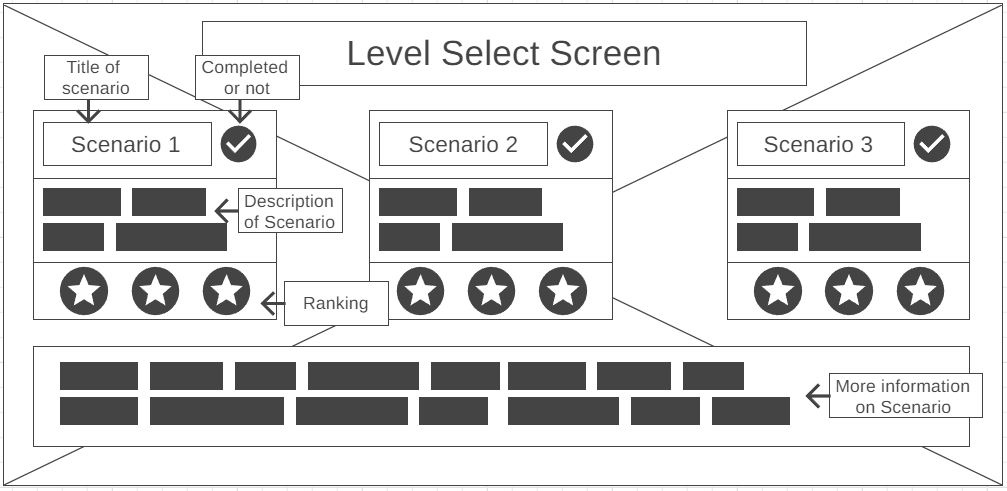 Level Select Screen
Title of
scenario
Completed
or not
Scenario 1
Scenario 2
Scenario 3
Description
of Scenario
Ranking
More information
on Scenario